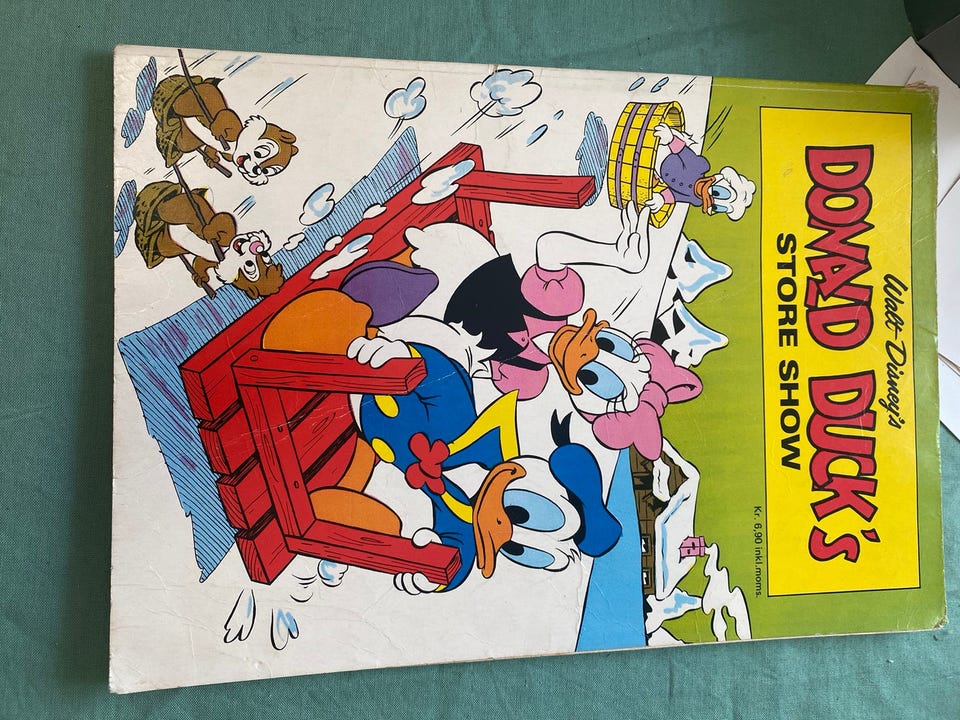 Walt Disney's
DONALD DUCK's
STORE SHOW
Kr. 6,90 inkl.moms.